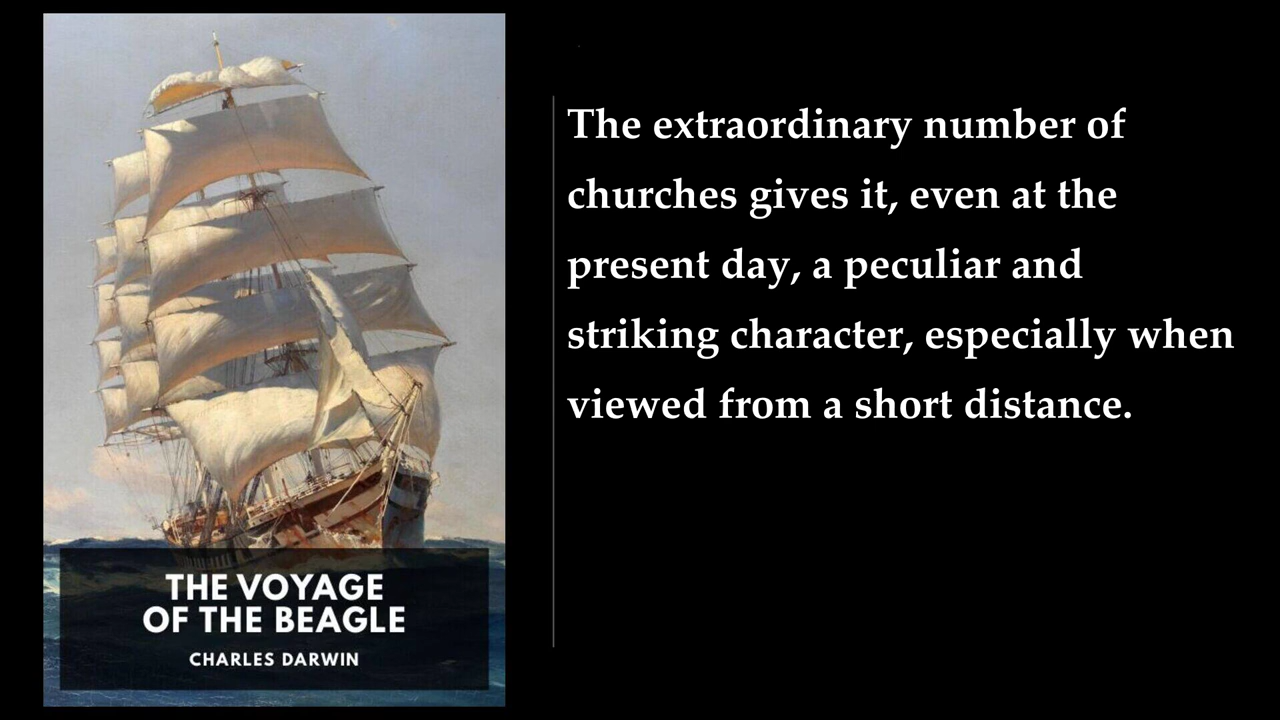 The extraordinary number of
churches gives it, even at the
present day, a peculiar and
striking character, especially when
viewed from a short distance.
THE VOYAGE
OF THE BEAGLE
CHARLES DARWIN